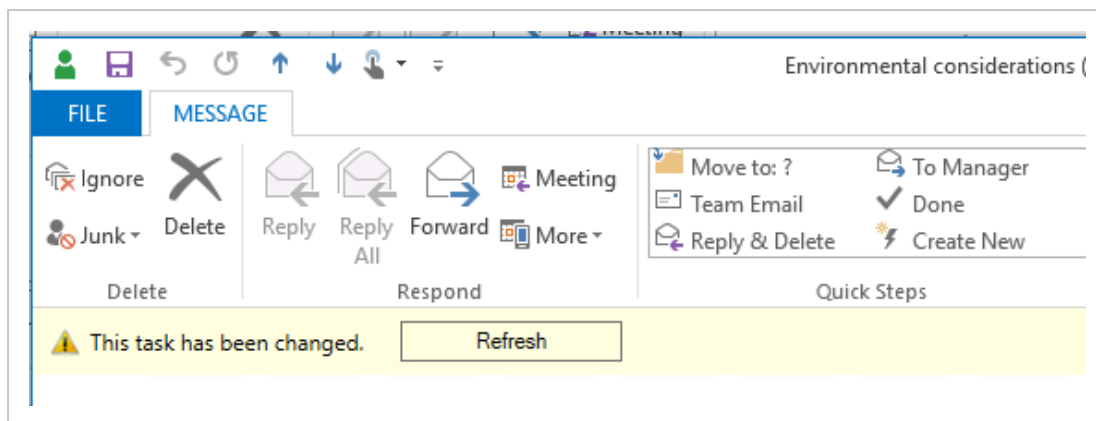 Environmental considerations (
FILE MESSAGE
Ignore
Junk
Delete
Reply
Reply All
Forward
Meeting
More
Move to: ?
Team Email
Reply & Delete
To Manager
Done
Create New
Delete Respond Quick Steps
This task has been changed. Refresh